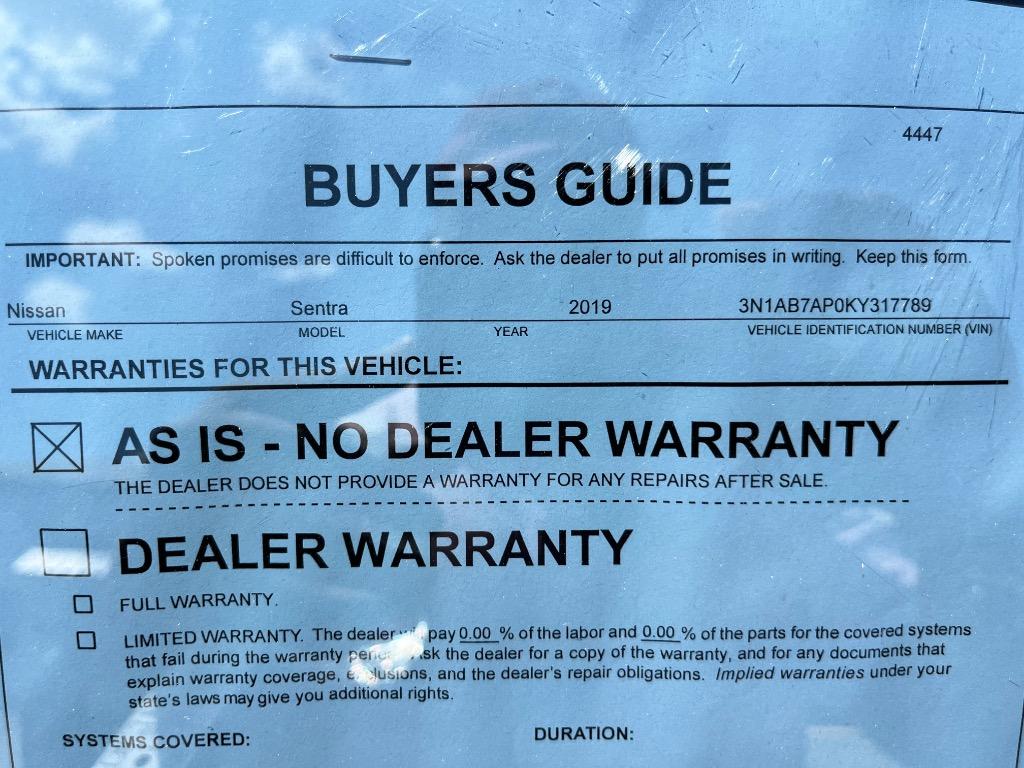 4447
BUYERS GUIDE
IMPORTANT: Spoken promises are difficult to enforce. Ask the dealer to put all promises in writing. Keep this form.
Nissan Sentra 2019 3N1AB7AP0KY317789
VEHICLE MAKE MODEL YEAR VEHICLE IDENTIFICATION NUMBER (VIN)
WARRANTIES FOR THIS VEHICLE:
AS IS - NO DEALER WARRANTY
THE DEALER DOES NOT PROVIDE A WARRANTY FOR ANY REPAIRS AFTER SALE.
DEALER WARRANTY
FULL WARRANTY.
LIMITED WARRANTY. The dealer will pay 0.00 % of the labor and 0.00 % of the parts for the covered systems
that fail during the warranty period. Ask the dealer for a copy of the warranty, and for any documents that
explain warranty coverage, exclusions, and the dealer's repair obligations. Implied warranties under your
state's laws may give you additional rights.
SYSTEMS COVERED: DURATION: